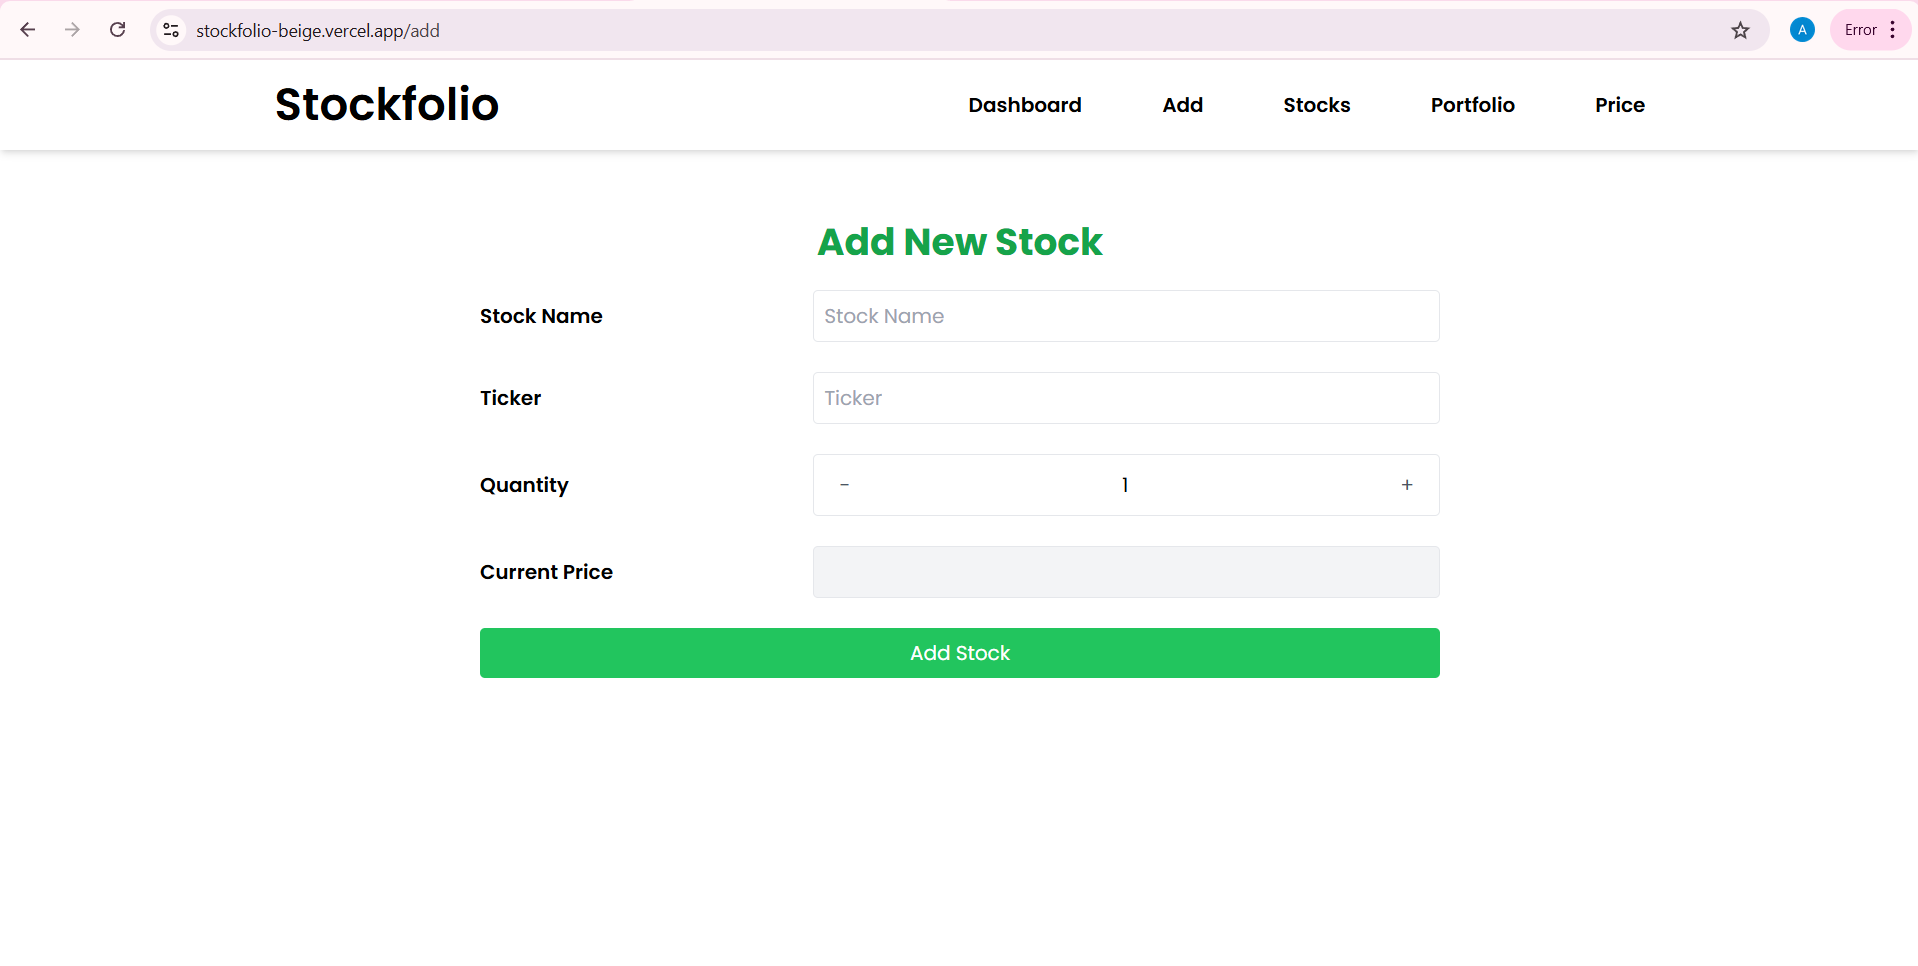 stockfolio-beige.vercel.app/add
A
Error
Stockfolio
Dashboard Add Stocks Portfolio Price
Add New Stock
Stock Name Stock Name
Ticker Ticker
Quantity - 1 +
Current Price
Add Stock